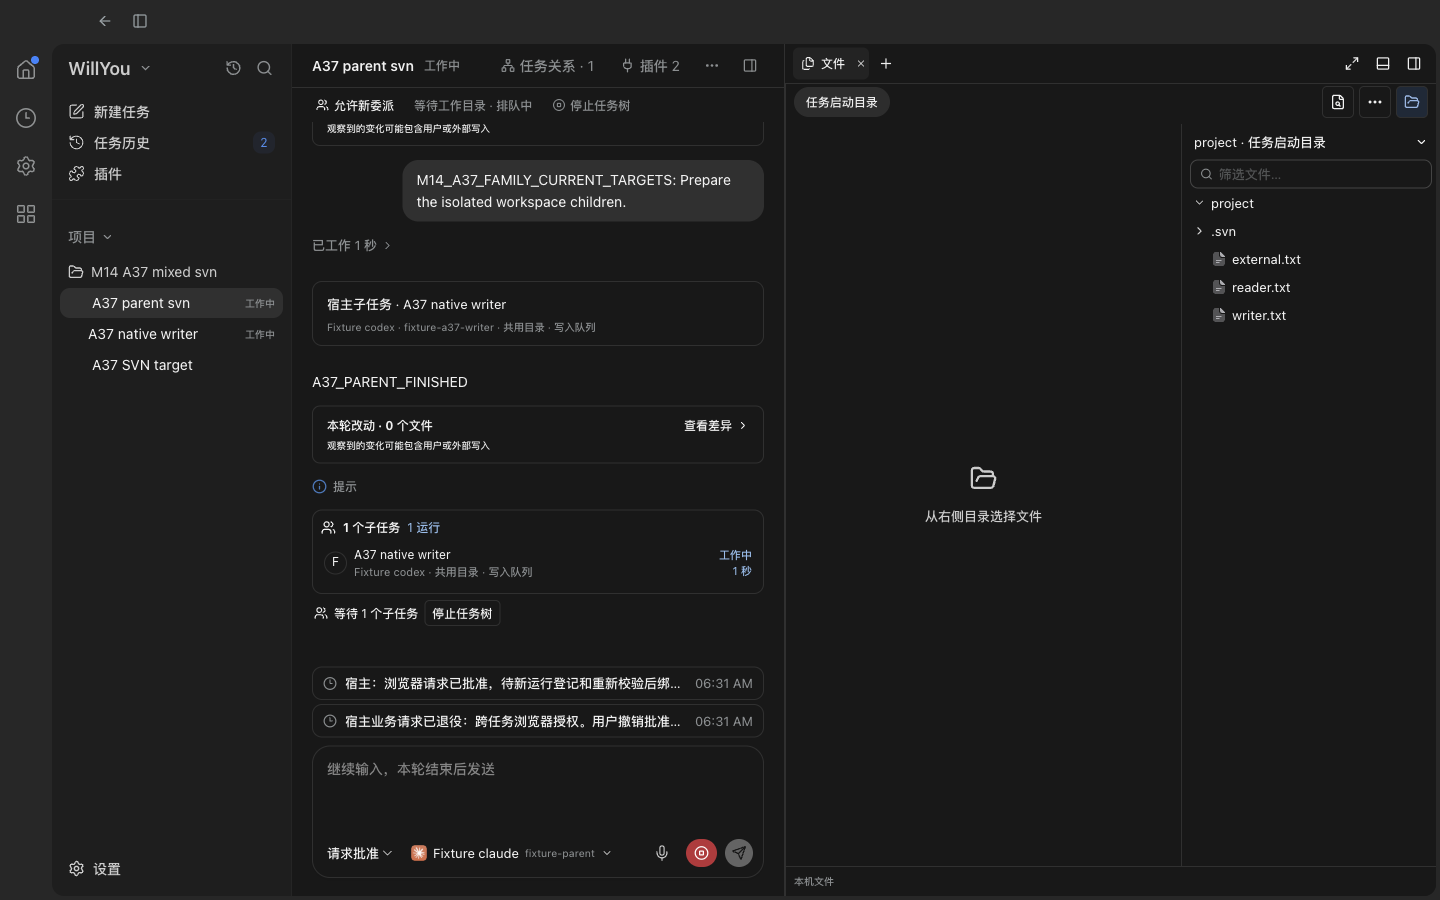 WillYou
新建任务
任务历史
2
插件
项目
M14 A37 mixed svn
A37 parent svn
工作中
A37 native writer
工作中
A37 SVN target
设置
A37 parent svn
工作中
任务关系 · 1
插件 2
允许新委派
等待工作目录 · 排队中
停止任务树
观察到的变化可能包含用户或外部写入
M14_A37_FAMILY_CURRENT_TARGETS: Prepare
the isolated workspace children.
已工作 1 秒
宿主子任务 · A37 native writer
Fixture codex · fixture-a37-writer · 共用目录 · 写入队列
A37_PARENT_FINISHED
本轮改动 · 0 个文件
查看差异
观察到的变化可能包含用户或外部写入
提示
1 个子任务
1 运行
F
A37 native writer
工作中
Fixture codex · 共用目录 · 写入队列
1 秒
等待 1 个子任务
停止任务树
宿主：浏览器请求已批准，待新运行登记和重新校验后绑...
06:31 AM
宿主业务请求已退役：跨任务浏览器授权。用户撤销批准...
06:31 AM
继续输入，本轮结束后发送
请求批准
Fixture claude
fixture-parent
文件
任务启动目录
从右侧目录选择文件
project · 任务启动目录
筛选文件...
project
.svn
external.txt
reader.txt
writer.txt
本机文件